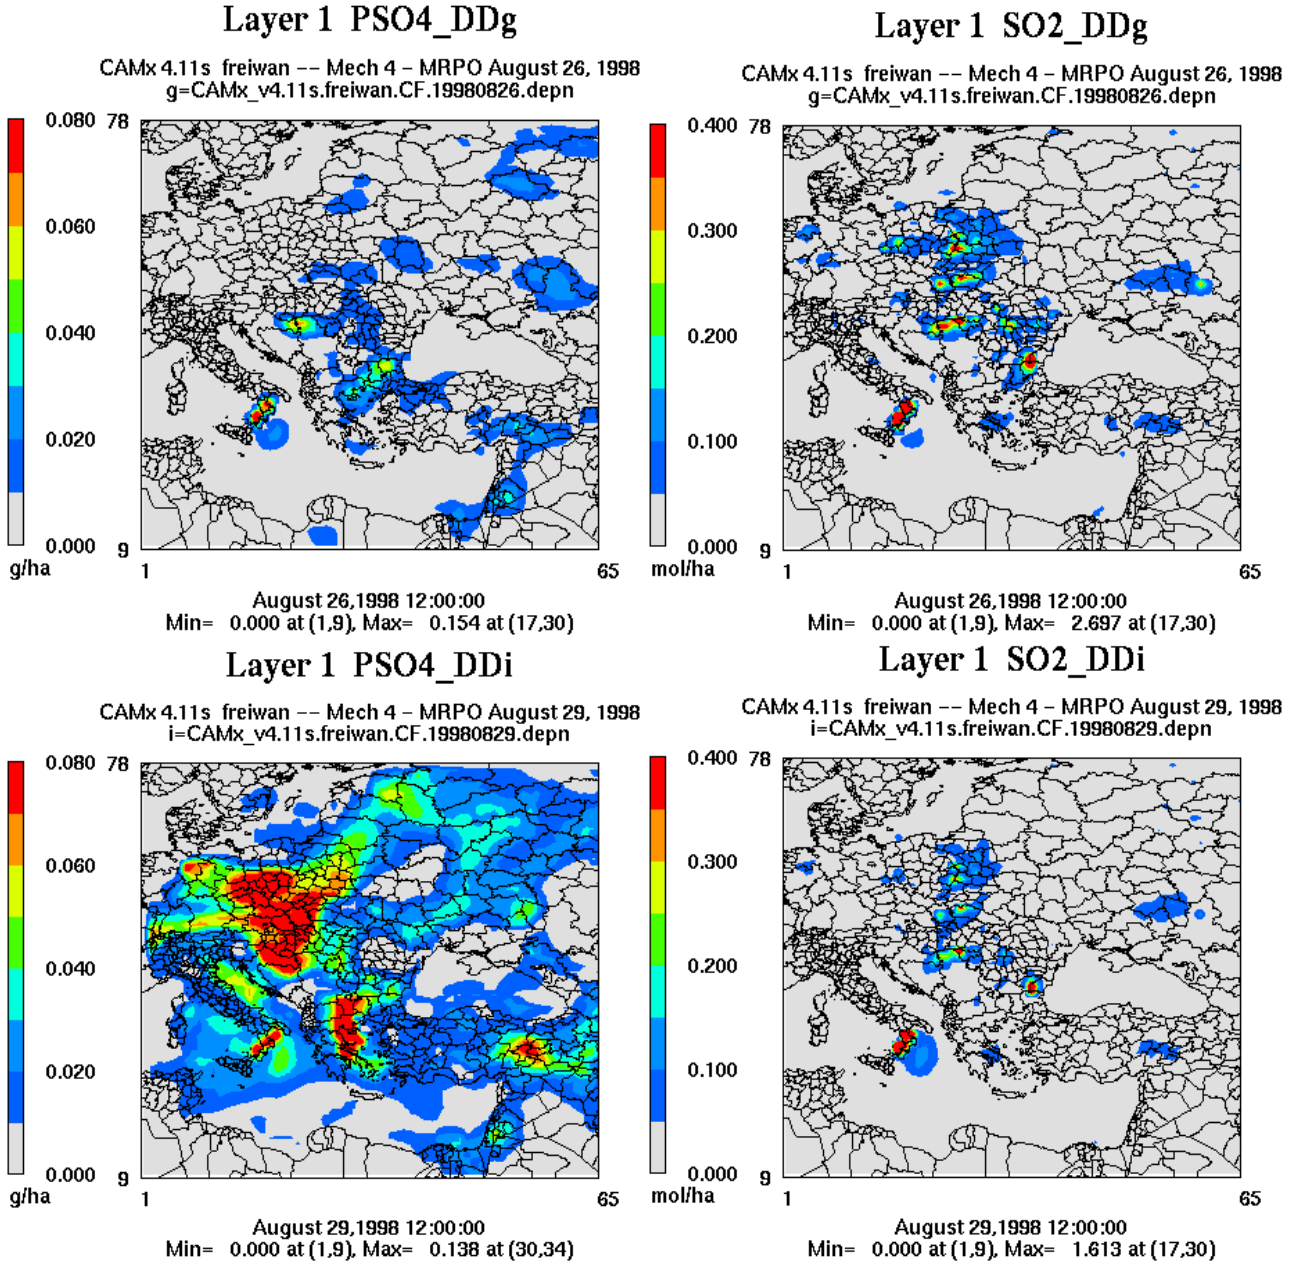 Layer 1 PSO4_DDg
CAMx 4.11s freiwan -- Mech 4 - MRPO August 26, 1998
g=CAMx_v4.11s.freiwan.CF.19980826.depn
0.080
78
0.060
0.040
0.020
0.000
9
g/ha
1
65
August 26,1998 12:00:00
Min= 0.000 at (1,9), Max= 0.154 at (17,30)
Layer 1 SO2_DDg
CAMx 4.11s freiwan -- Mech 4 - MRPO August 26, 1998
g=CAMx_v4.11s.freiwan.CF.19980826.depn
0.400
78
0.300
0.200
0.100
0.000
9
mol/ha
1
65
August 26,1998 12:00:00
Min= 0.000 at (1,9), Max= 2.697 at (17,30)
Layer 1 PSO4_DDi
CAMx 4.11s freiwan -- Mech 4 - MRPO August 29, 1998
i=CAMx_v4.11s.freiwan.CF.19980829.depn
0.080
78
0.060
0.040
0.020
0.000
9
g/ha
1
65
August 29,1998 12:00:00
Min= 0.000 at (1,9), Max= 0.138 at (30,34)
Layer 1 SO2_DDi
CAMx 4.11s freiwan -- Mech 4 - MRPO August 29, 1998
i=CAMx_v4.11s.freiwan.CF.19980829.depn
0.400
78
0.300
0.200
0.100
0.000
9
mol/ha
1
65
August 29,1998 12:00:00
Min= 0.000 at (1,9), Max= 1.613 at (17,30)